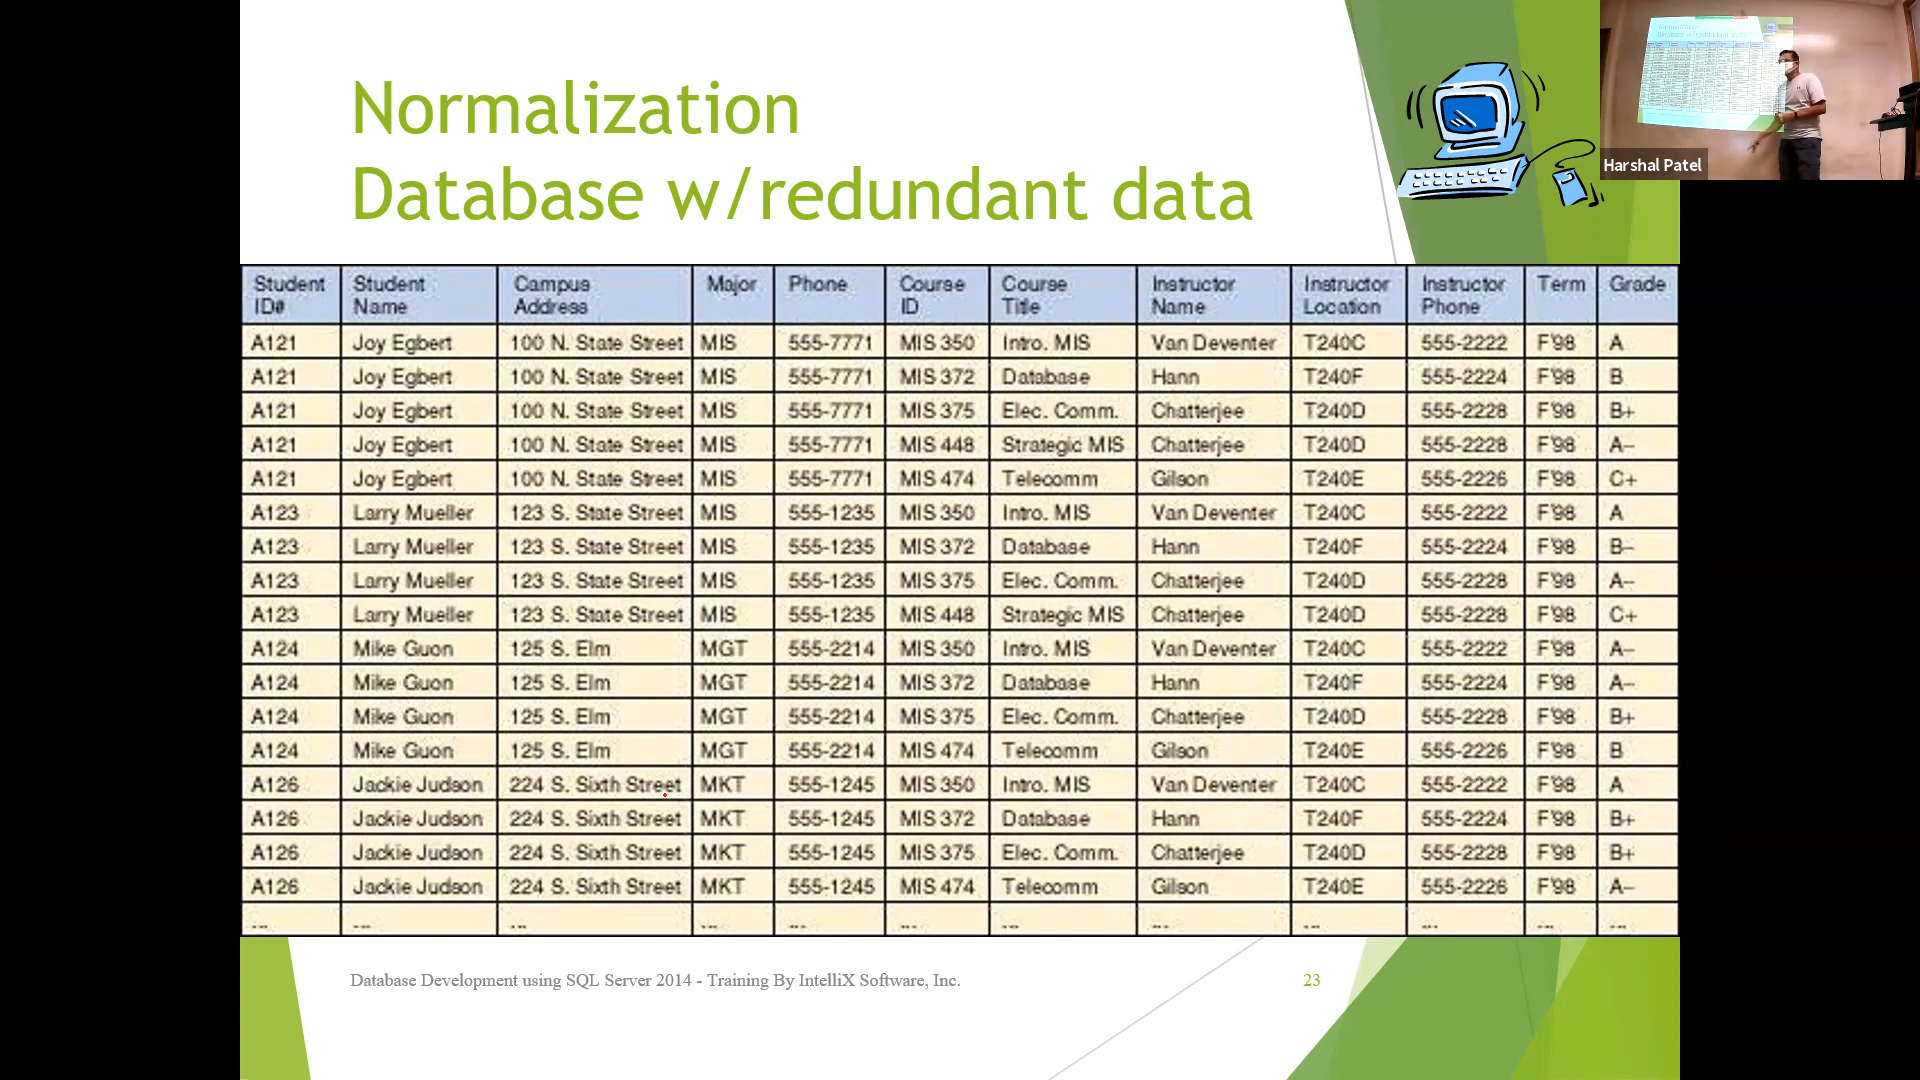 Normalization
Database w/redundant data
Harshal Patel
Student ID# Student Name Campus Address Major Phone Course ID Course Title Instructor Name Instructor Location Instructor Phone Term Grade
A121 Joy Egbert 100 N. State Street MIS 555-7771 MIS 350 Intro. MIS Van Deventer T240C 555-2222 F'98 A
A121 Joy Egbert 100 N. State Street MIS 555-7771 MIS 372 Database Hann T240F 555-2224 F'98 B
A121 Joy Egbert 100 N. State Street MIS 555-7771 MIS 375 Elec. Comm. Chatterjee T240D 555-2228 F'98 B+
A121 Joy Egbert 100 N. State Street MIS 555-7771 MIS 448 Strategic MIS Chatterjee T240D 555-2228 F'98 A–
A121 Joy Egbert 100 N. State Street MIS 555-7771 MIS 474 Telecomm Gilson T240E 555-2226 F'98 C+
A123 Larry Mueller 123 S. State Street MIS 555-1235 MIS 350 Intro. MIS Van Deventer T240C 555-2222 F'98 A
A123 Larry Mueller 123 S. State Street MIS 555-1235 MIS 372 Database Hann T240F 555-2224 F'98 B–
A123 Larry Mueller 123 S. State Street MIS 555-1235 MIS 375 Elec. Comm. Chatterjee T240D 555-2228 F'98 A–
A123 Larry Mueller 123 S. State Street MIS 555-1235 MIS 448 Strategic MIS Chatterjee T240D 555-2228 F'98 C+
A124 Mike Guon 125 S. Elm MGT 555-2214 MIS 350 Intro. MIS Van Deventer T240C 555-2222 F'98 A–
A124 Mike Guon 125 S. Elm MGT 555-2214 MIS 372 Database Hann T240F 555-2224 F'98 A–
A124 Mike Guon 125 S. Elm MGT 555-2214 MIS 375 Elec. Comm. Chatterjee T240D 555-2228 F'98 B+
A124 Mike Guon 125 S. Elm MGT 555-2214 MIS 474 Telecomm Gilson T240E 555-2226 F'98 B
A126 Jackie Judson 224 S. Sixth Street MKT 555-1245 MIS 350 Intro. MIS Van Deventer T240C 555-2222 F'98 A
A126 Jackie Judson 224 S. Sixth Street MKT 555-1245 MIS 372 Database Hann T240F 555-2224 F'98 B+
A126 Jackie Judson 224 S. Sixth Street MKT 555-1245 MIS 375 Elec. Comm. Chatterjee T240D 555-2228 F'98 B+
A126 Jackie Judson 224 S. Sixth Street MKT 555-1245 MIS 474 Telecomm Gilson T240E 555-2226 F'98 A–
... ... ... ... ... ... ... ... ... ... ... ...
Database Development using SQL Server 2014 - Training By IntelliX Software, Inc.
23